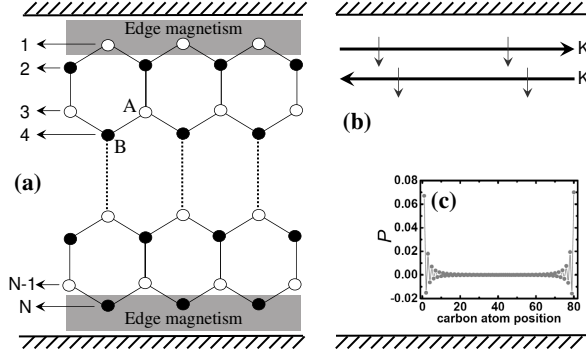 Edge magnetism
1
2
3
4
A
B
(a)
N-1
N
Edge magnetism
K
K
(b)
(c)
P
0.08
0.06
0.04
0.02
0.00
-0.02
0 20 40 60 80
carbon atom position